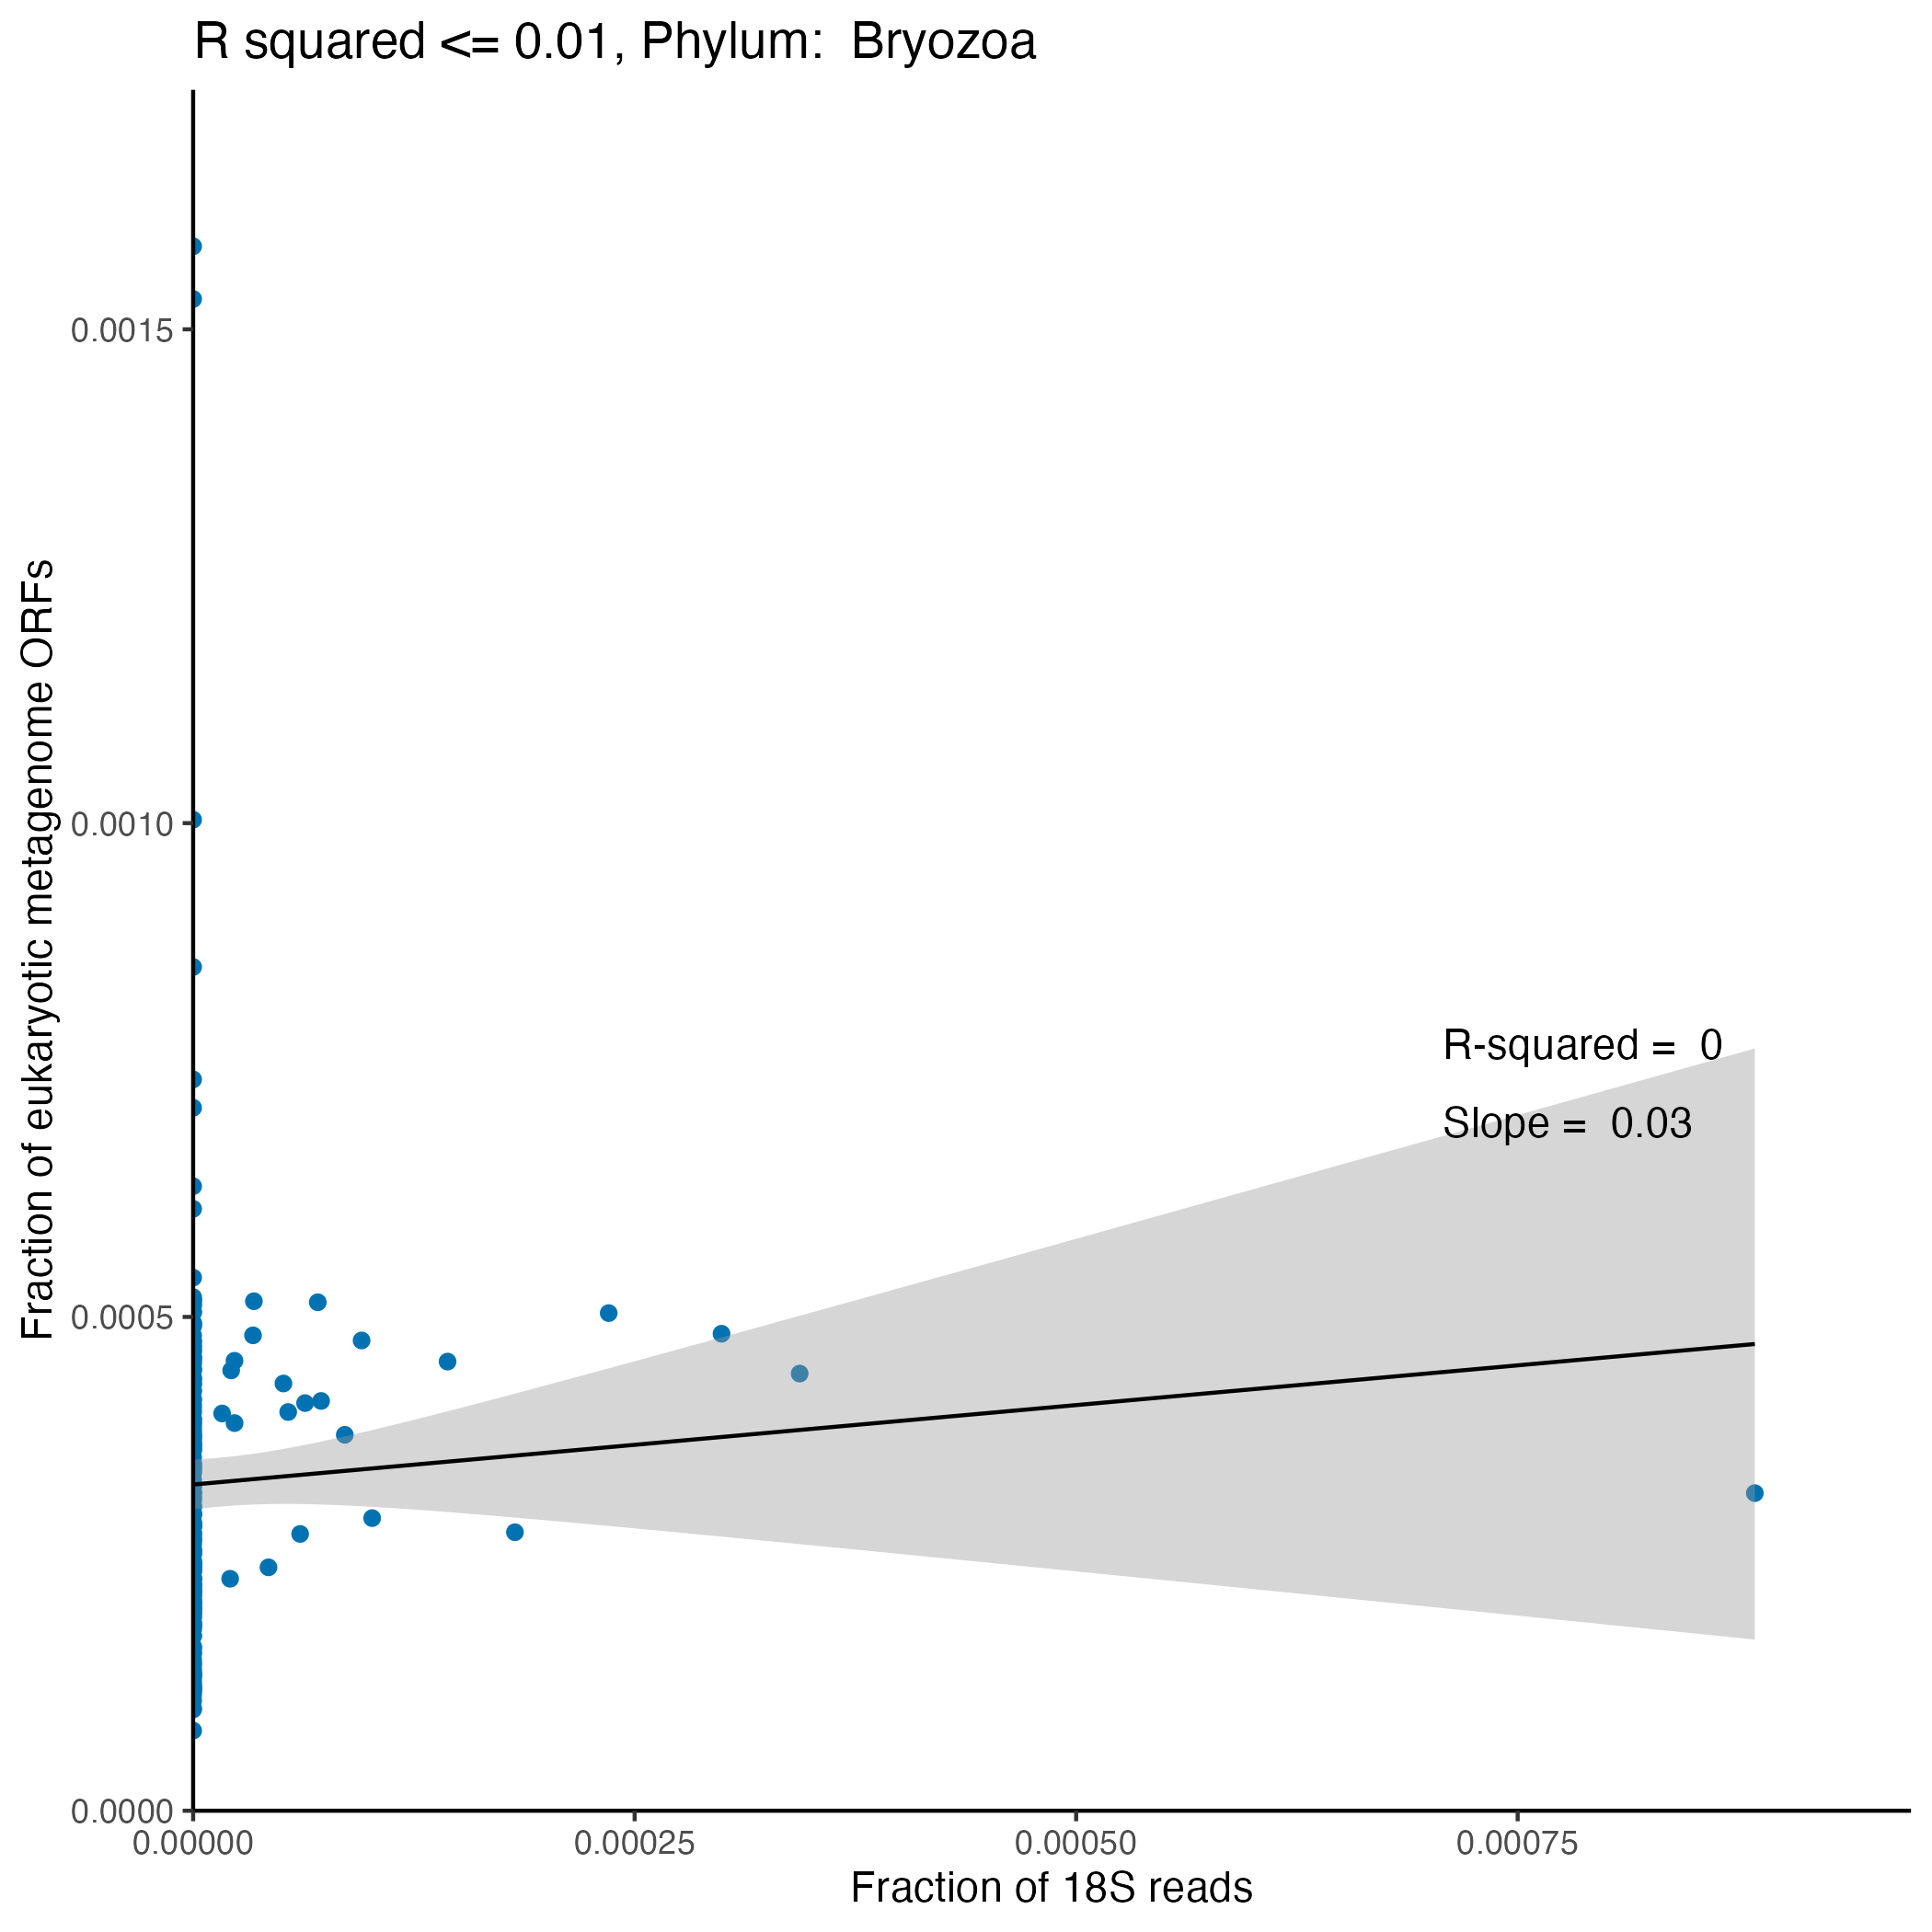 R squared <= 0.01, Phylum:  Bryozoa
Fraction of eukaryotic metagenome ORFs
0.0015
0.0010
0.0005
0.0000
R-squared =  0
Slope =  0.03
0.00000
0.00025
0.00050
0.00075
Fraction of 18S reads